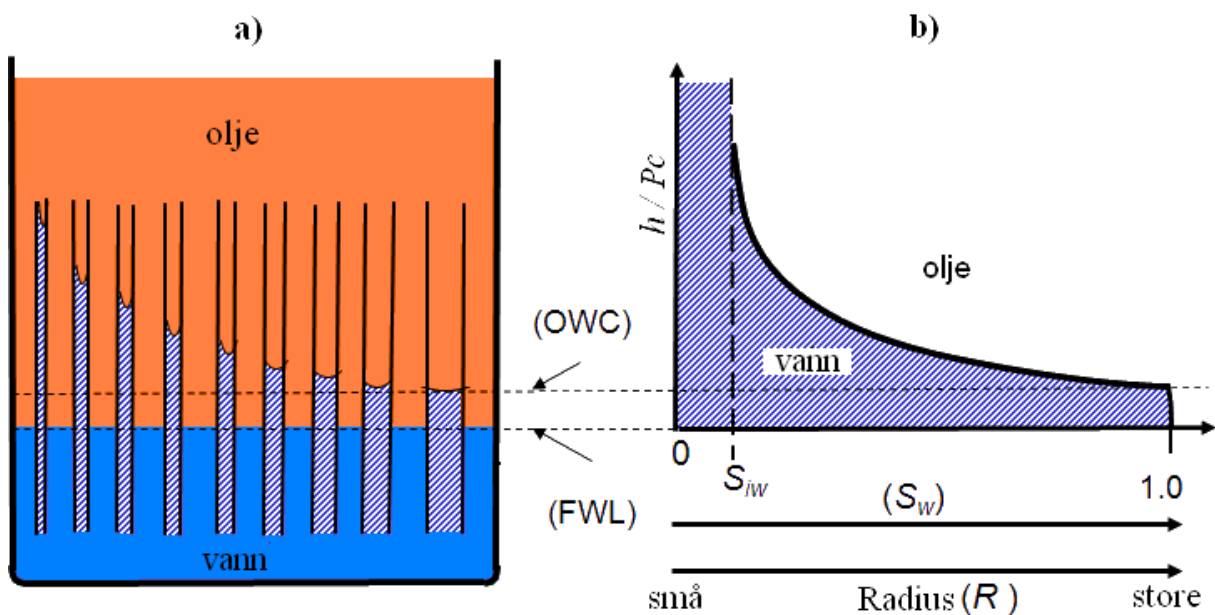 a)
olje
vann
(OWC)
(FWL)
b)
h / Pc
olje
vann
0
Siw
1.0
(Sw)
små
Radius (R)
store